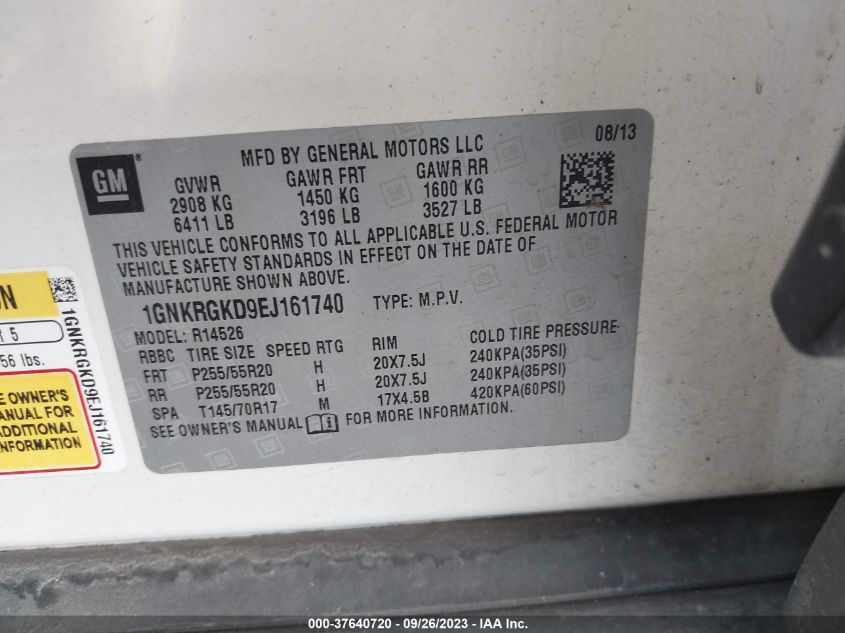 GM
MFD BY GENERAL MOTORS LLC
08/13
GVWR GAWR FRT GAWR RR
2908 KG 1450 KG 1600 KG
6411 LB 3196 LB 3527 LB
THIS VEHICLE CONFORMS TO ALL APPLICABLE U.S. FEDERAL MOTOR
VEHICLE SAFETY STANDARDS IN EFFECT ON THE DATE OF
MANUFACTURE SHOWN ABOVE.
1GNKRGKD9EJ161740 TYPE: M.P.V.
MODEL: R14526
RBBC TIRE SIZE SPEED RTG RIM COLD TIRE PRESSURE
FRT P255/55R20 H 20X7.5J 240KPA(35PSI)
RR P255/55R20 H 20X7.5J 240KPA(35PSI)
SPA T145/70R17 M 17X4.5B 420KPA(60PSI)
SEE OWNER'S MANUAL FOR MORE INFORMATION.
5
56 lbs.
OWNER'S
MANUAL FOR
ADDITIONAL
INFORMATION
1GNKRGKD9EJ161740
000-37640720 - 09/26/2023 - IAA Inc.